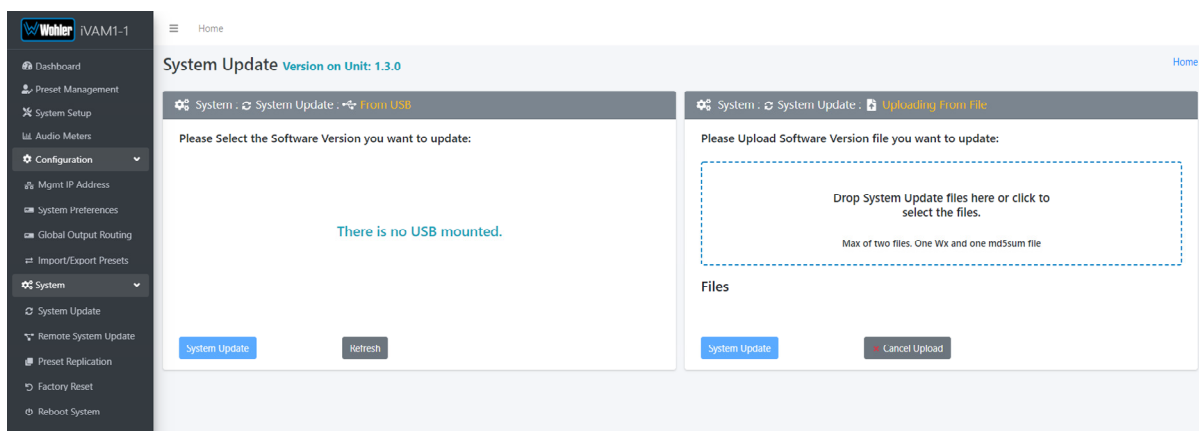 Wohler iVAM1-1
Home
Dashboard
Preset Management
System Setup
Audio Meters
Configuration
Mgmt IP Address
System Preferences
Global Output Routing
Import/Export Presets
System
System Update
Remote System Update
Preset Replication
Factory Reset
Reboot System
System Update Version on Unit: 1.3.0
Home
System : System Update : From USB
Please Select the Software Version you want to update:
There is no USB mounted.
System Update Refresh
System : System Update : Uploading From File
Please Upload Software Version file you want to update:
Drop System Update files here or click to
select the files.
Max of two files. One Wx and one md5sum file
Files
System Update Cancel Upload